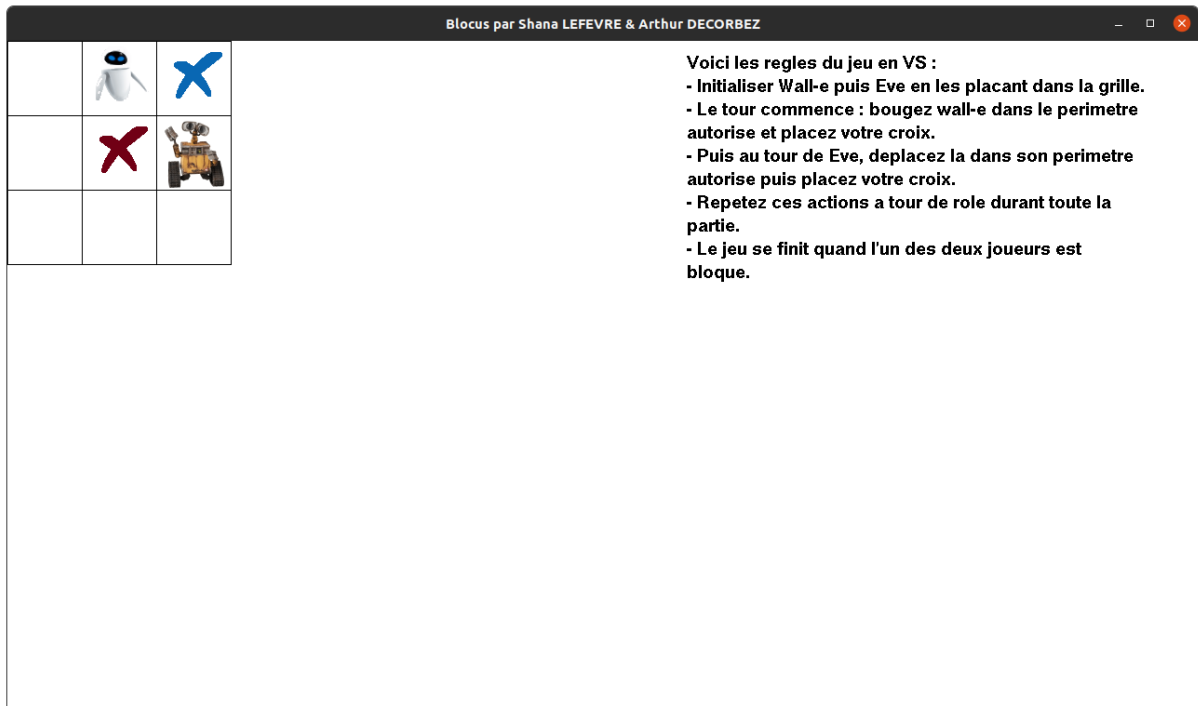 Blocus par Shana LEFEVRE & Arthur DECORBEZ
Voici les regles du jeu en VS :
- Initialiser Wall-e puis Eve en les placant dans la grille.
- Le tour commence : bougez wall-e dans le perimetre
autorise et placez votre croix.
- Puis au tour de Eve, deplacez la dans son perimetre
autorise puis placez votre croix.
- Repetez ces actions a tour de role durant toute la
partie.
- Le jeu se finit quand l'un des deux joueurs est
bloque.